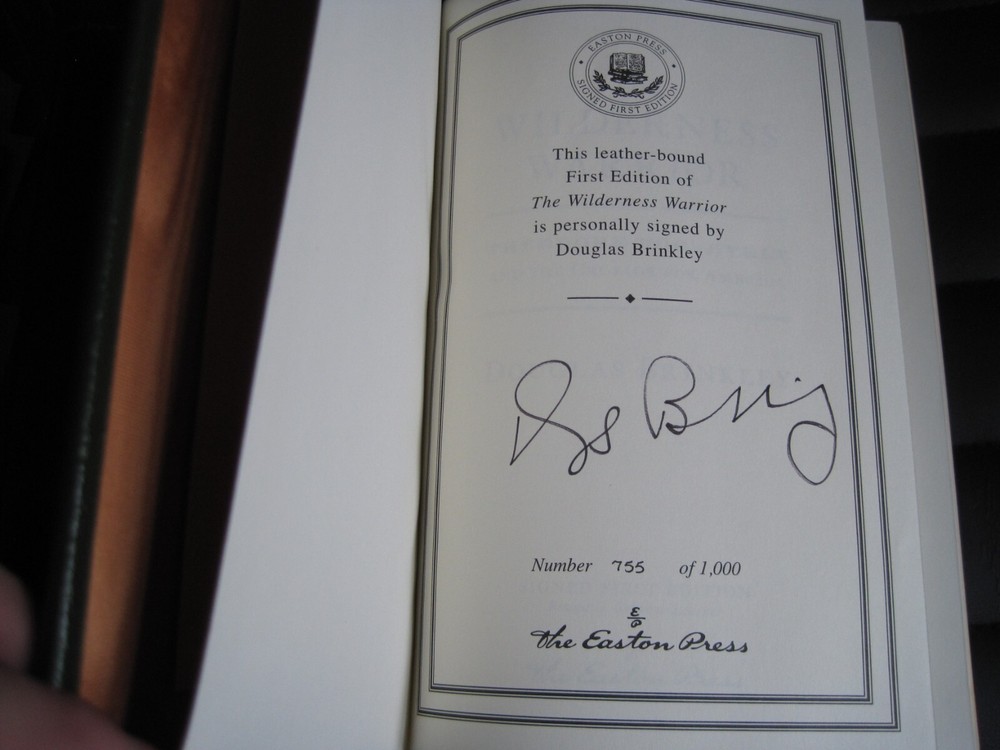 EASTON PRESS
SIGNED FIRST EDITION
This leather-bound
First Edition of
The Wilderness Warrior
is personally signed by
Douglas Brinkley
Number 755 of 1,000
E
P
The Easton Press